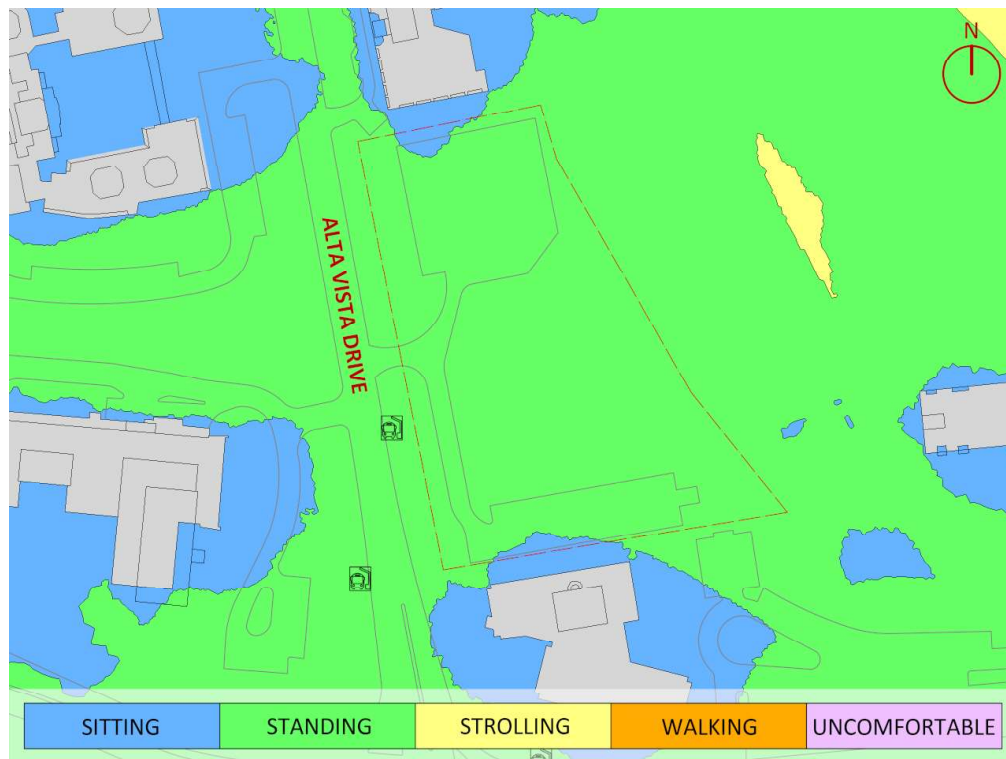 N
ALTA VISTA DRIVE
SITTING
STANDING
STROLLING
WALKING
UNCOMFORTABLE